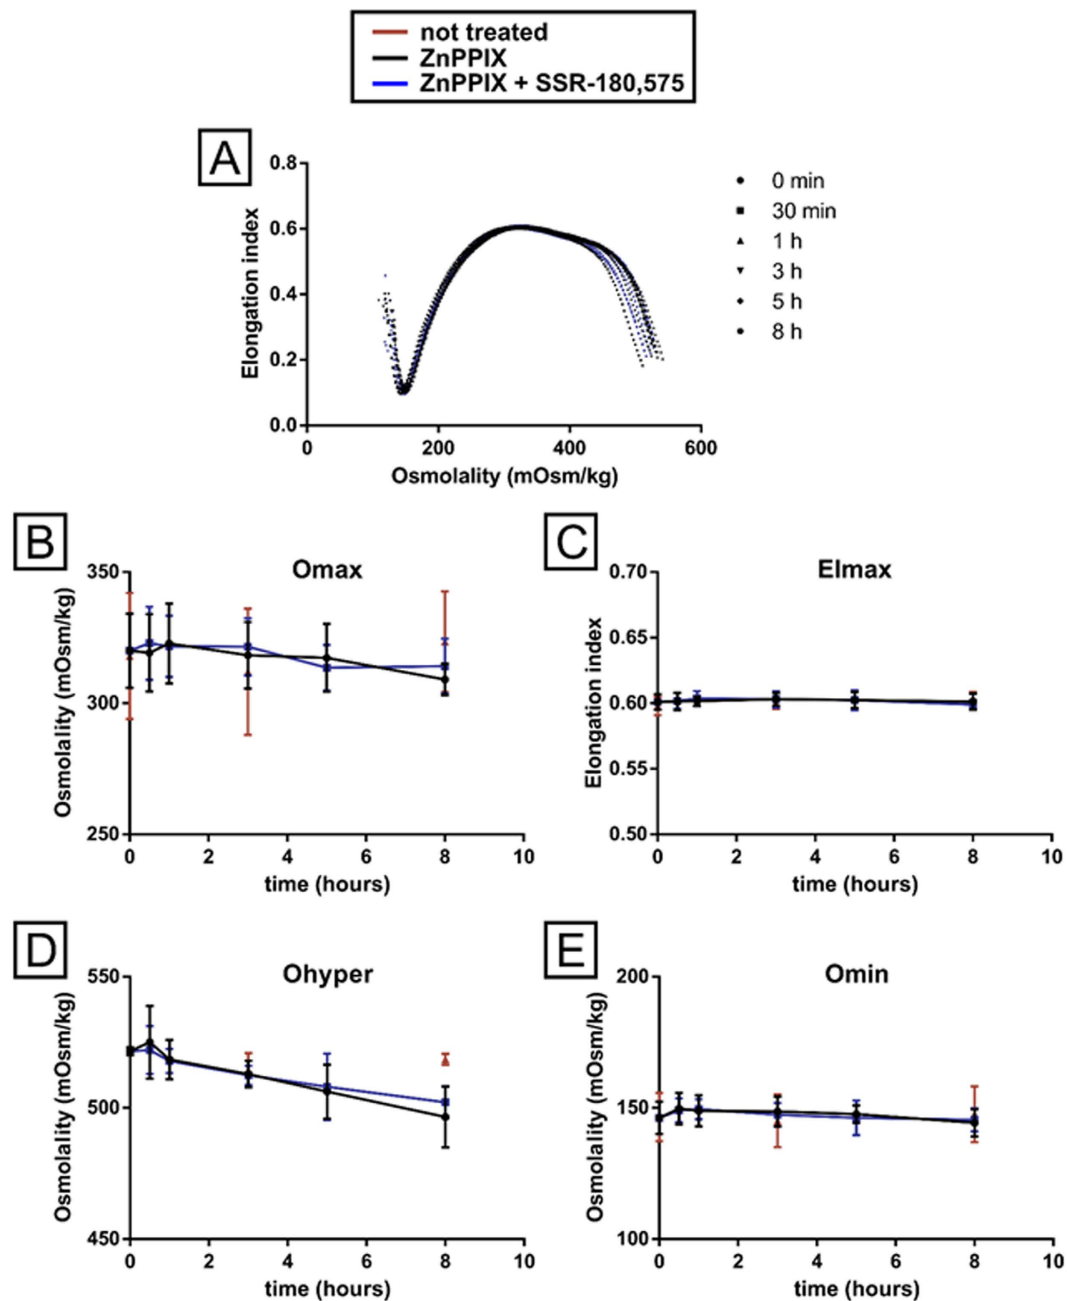 not treated
ZnPPIX
ZnPPIX + SSR-180,575
A
0.8
0.6
0.4
0.2
0.0
Elongation index
0 200 400 600
Osmolality (mOsm/kg)
0 min
30 min
1 h
3 h
5 h
8 h
B
Omax
350
300
250
Osmolality (mOsm/kg)
0 2 4 6 8 10
time (hours)
C
EImax
0.70
0.65
0.60
0.55
0.50
Elongation index
0 2 4 6 8 10
time (hours)
D
Ohyper
550
500
450
Osmolality (mOsm/kg)
0 2 4 6 8 10
time (hours)
E
Omin
200
150
100
Osmolality (mOsm/kg)
0 2 4 6 8 10
time (hours)